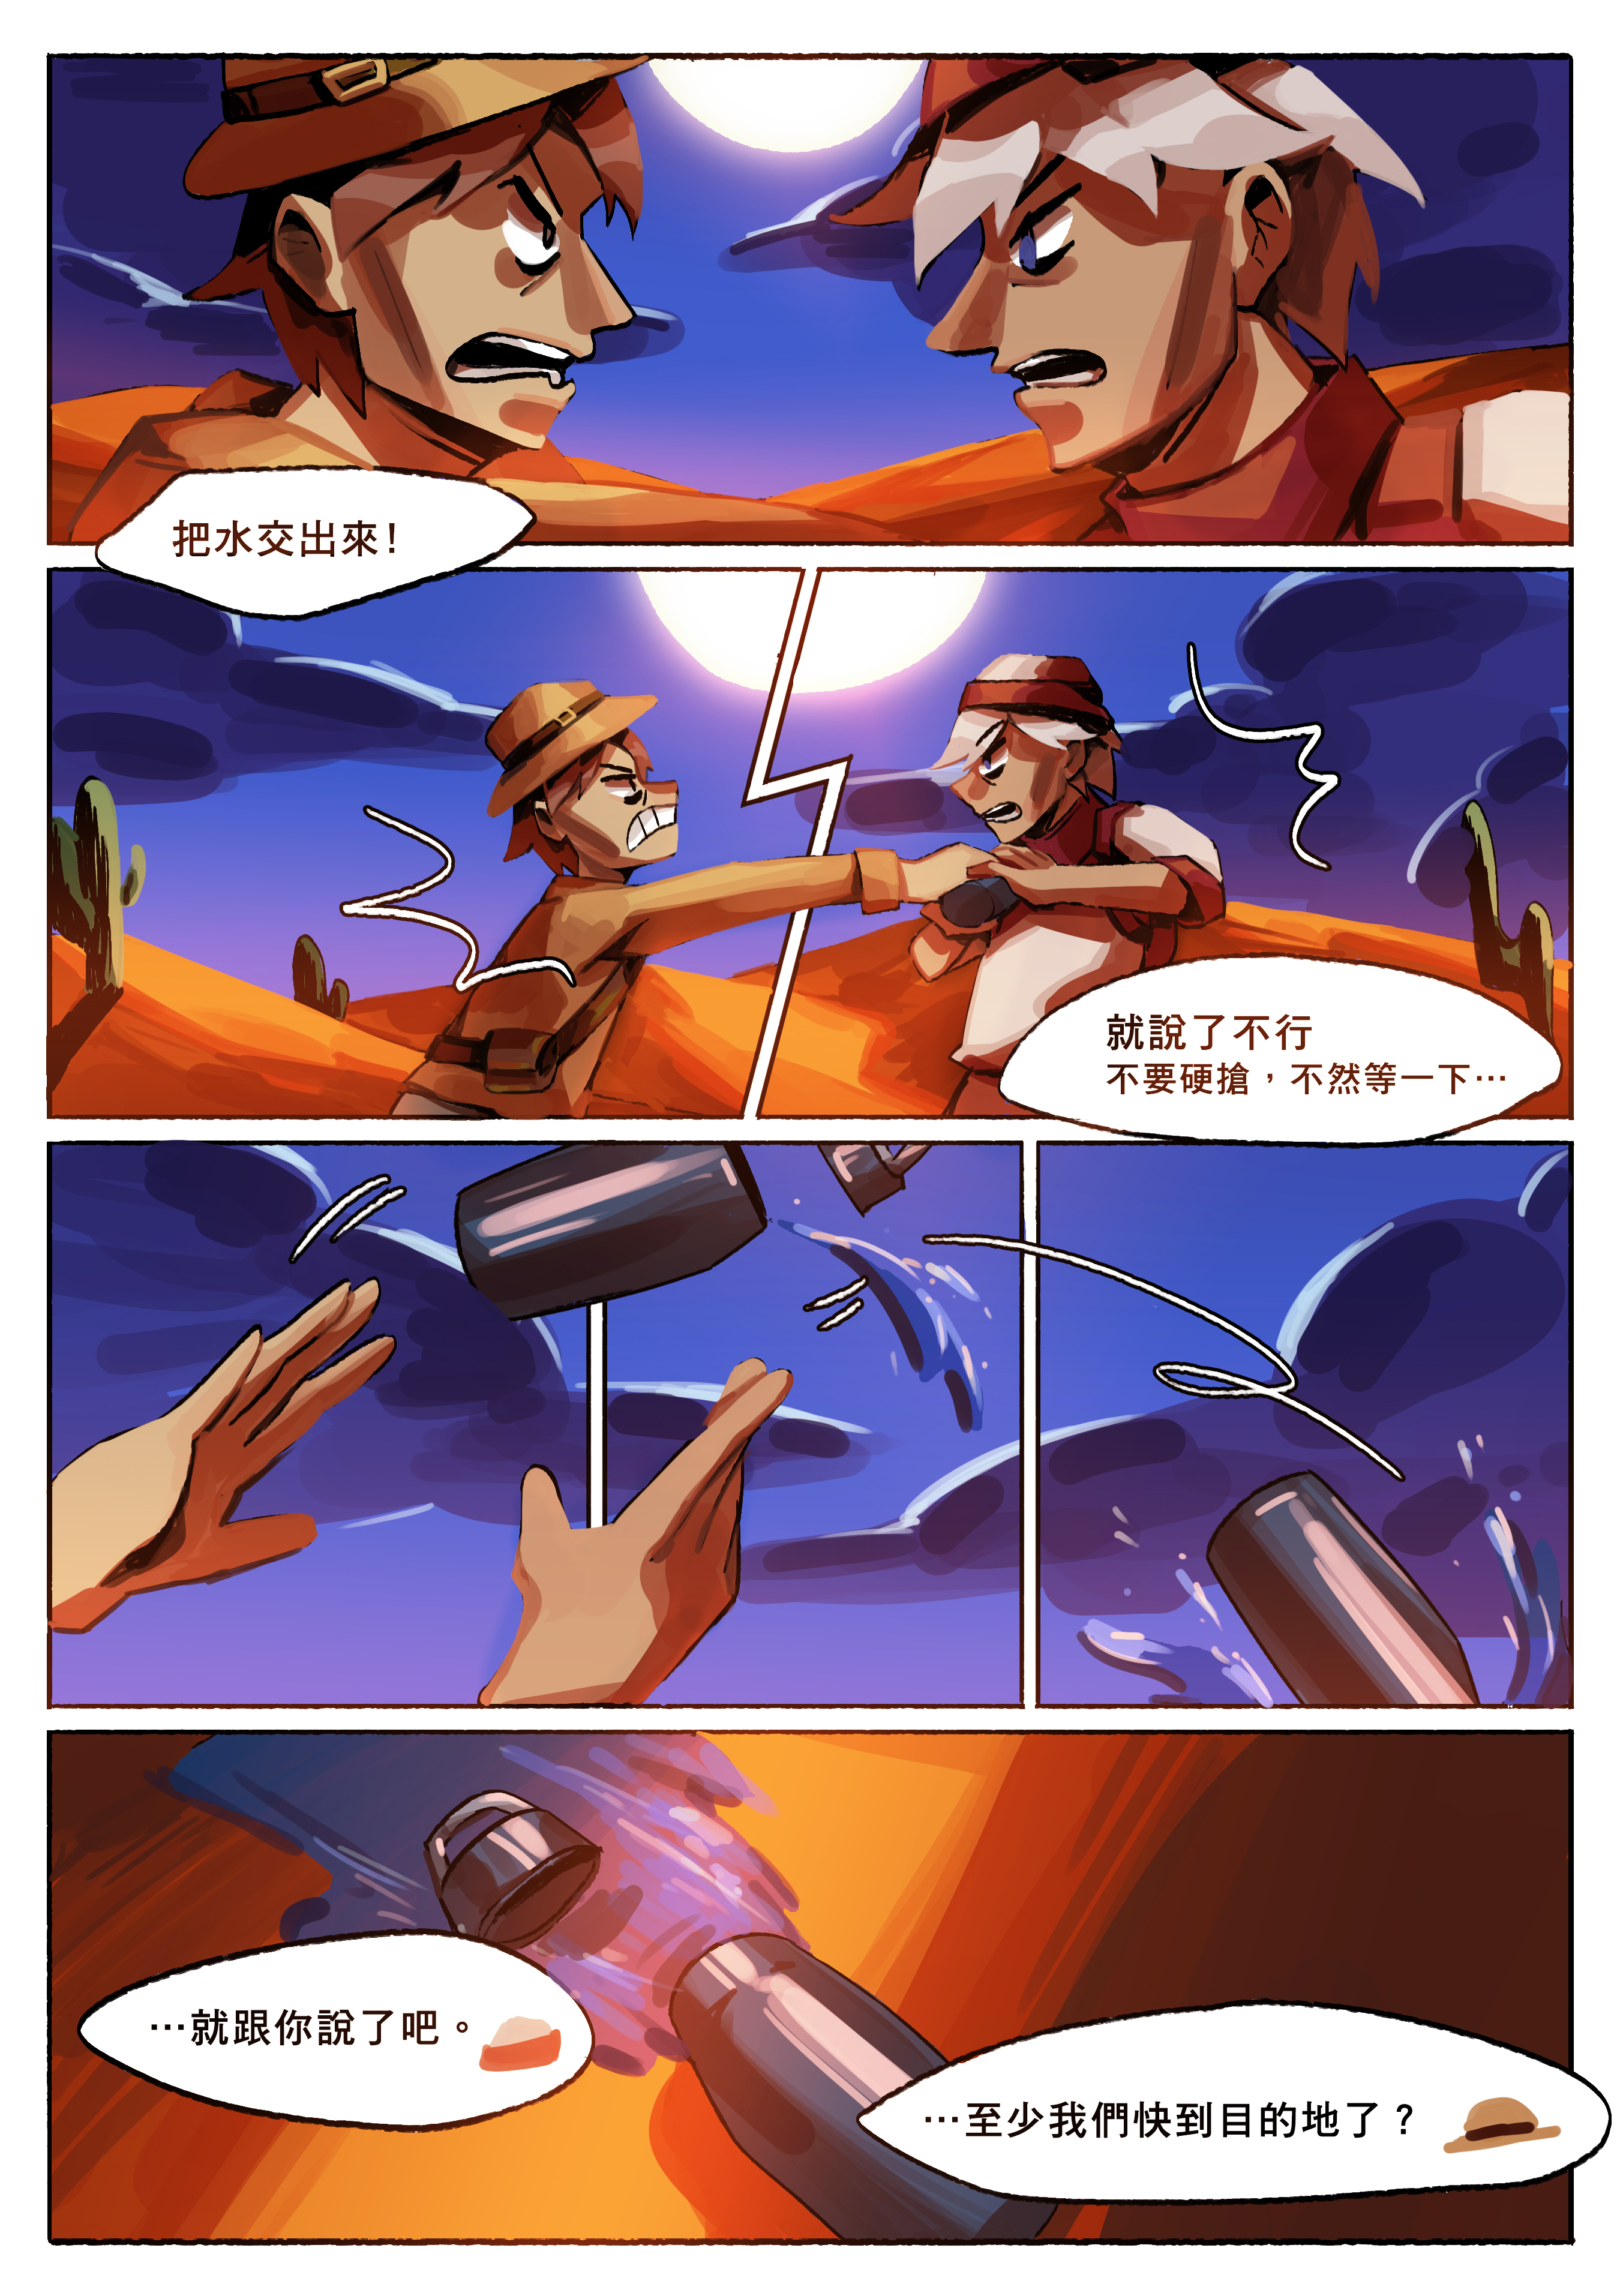 把水交出來!
就說了不行
不要硬搶，不然等一下⋯
⋯就跟你說了吧。
⋯至少我們快到目的地了？